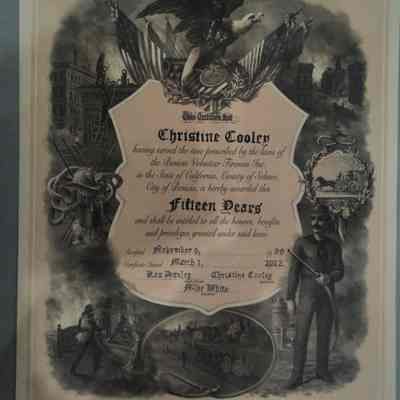 This Certifies that
Christine Cooley
having served the time prescribed by the laws of
the Benicia Volunteer Firemen Inc
in the State of California, County of Solano,
City of Benicia, is hereby awarded this
Fifteen Years
and shall be entitled to all the honors, benefits
and privileges granted under said laws
November 6,
March 1, 2012
Christine Cooley
Mike White